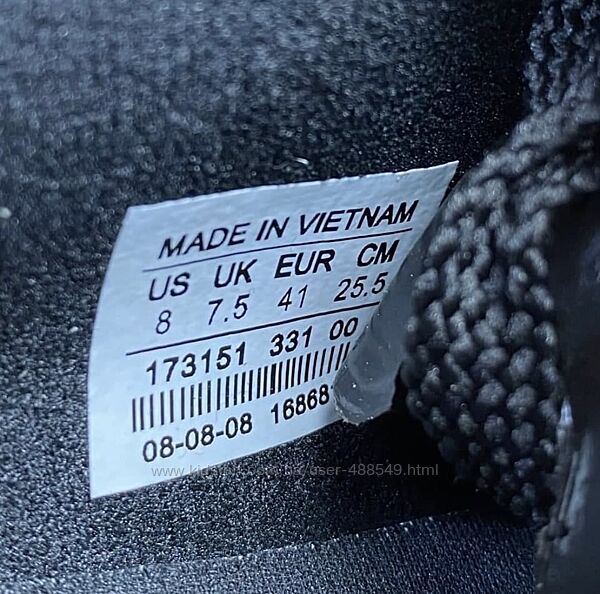 MADE IN VIETNAM
US UK EUR CM
8 7.5 41 25.5
173151 331 00
08-08-08 16868